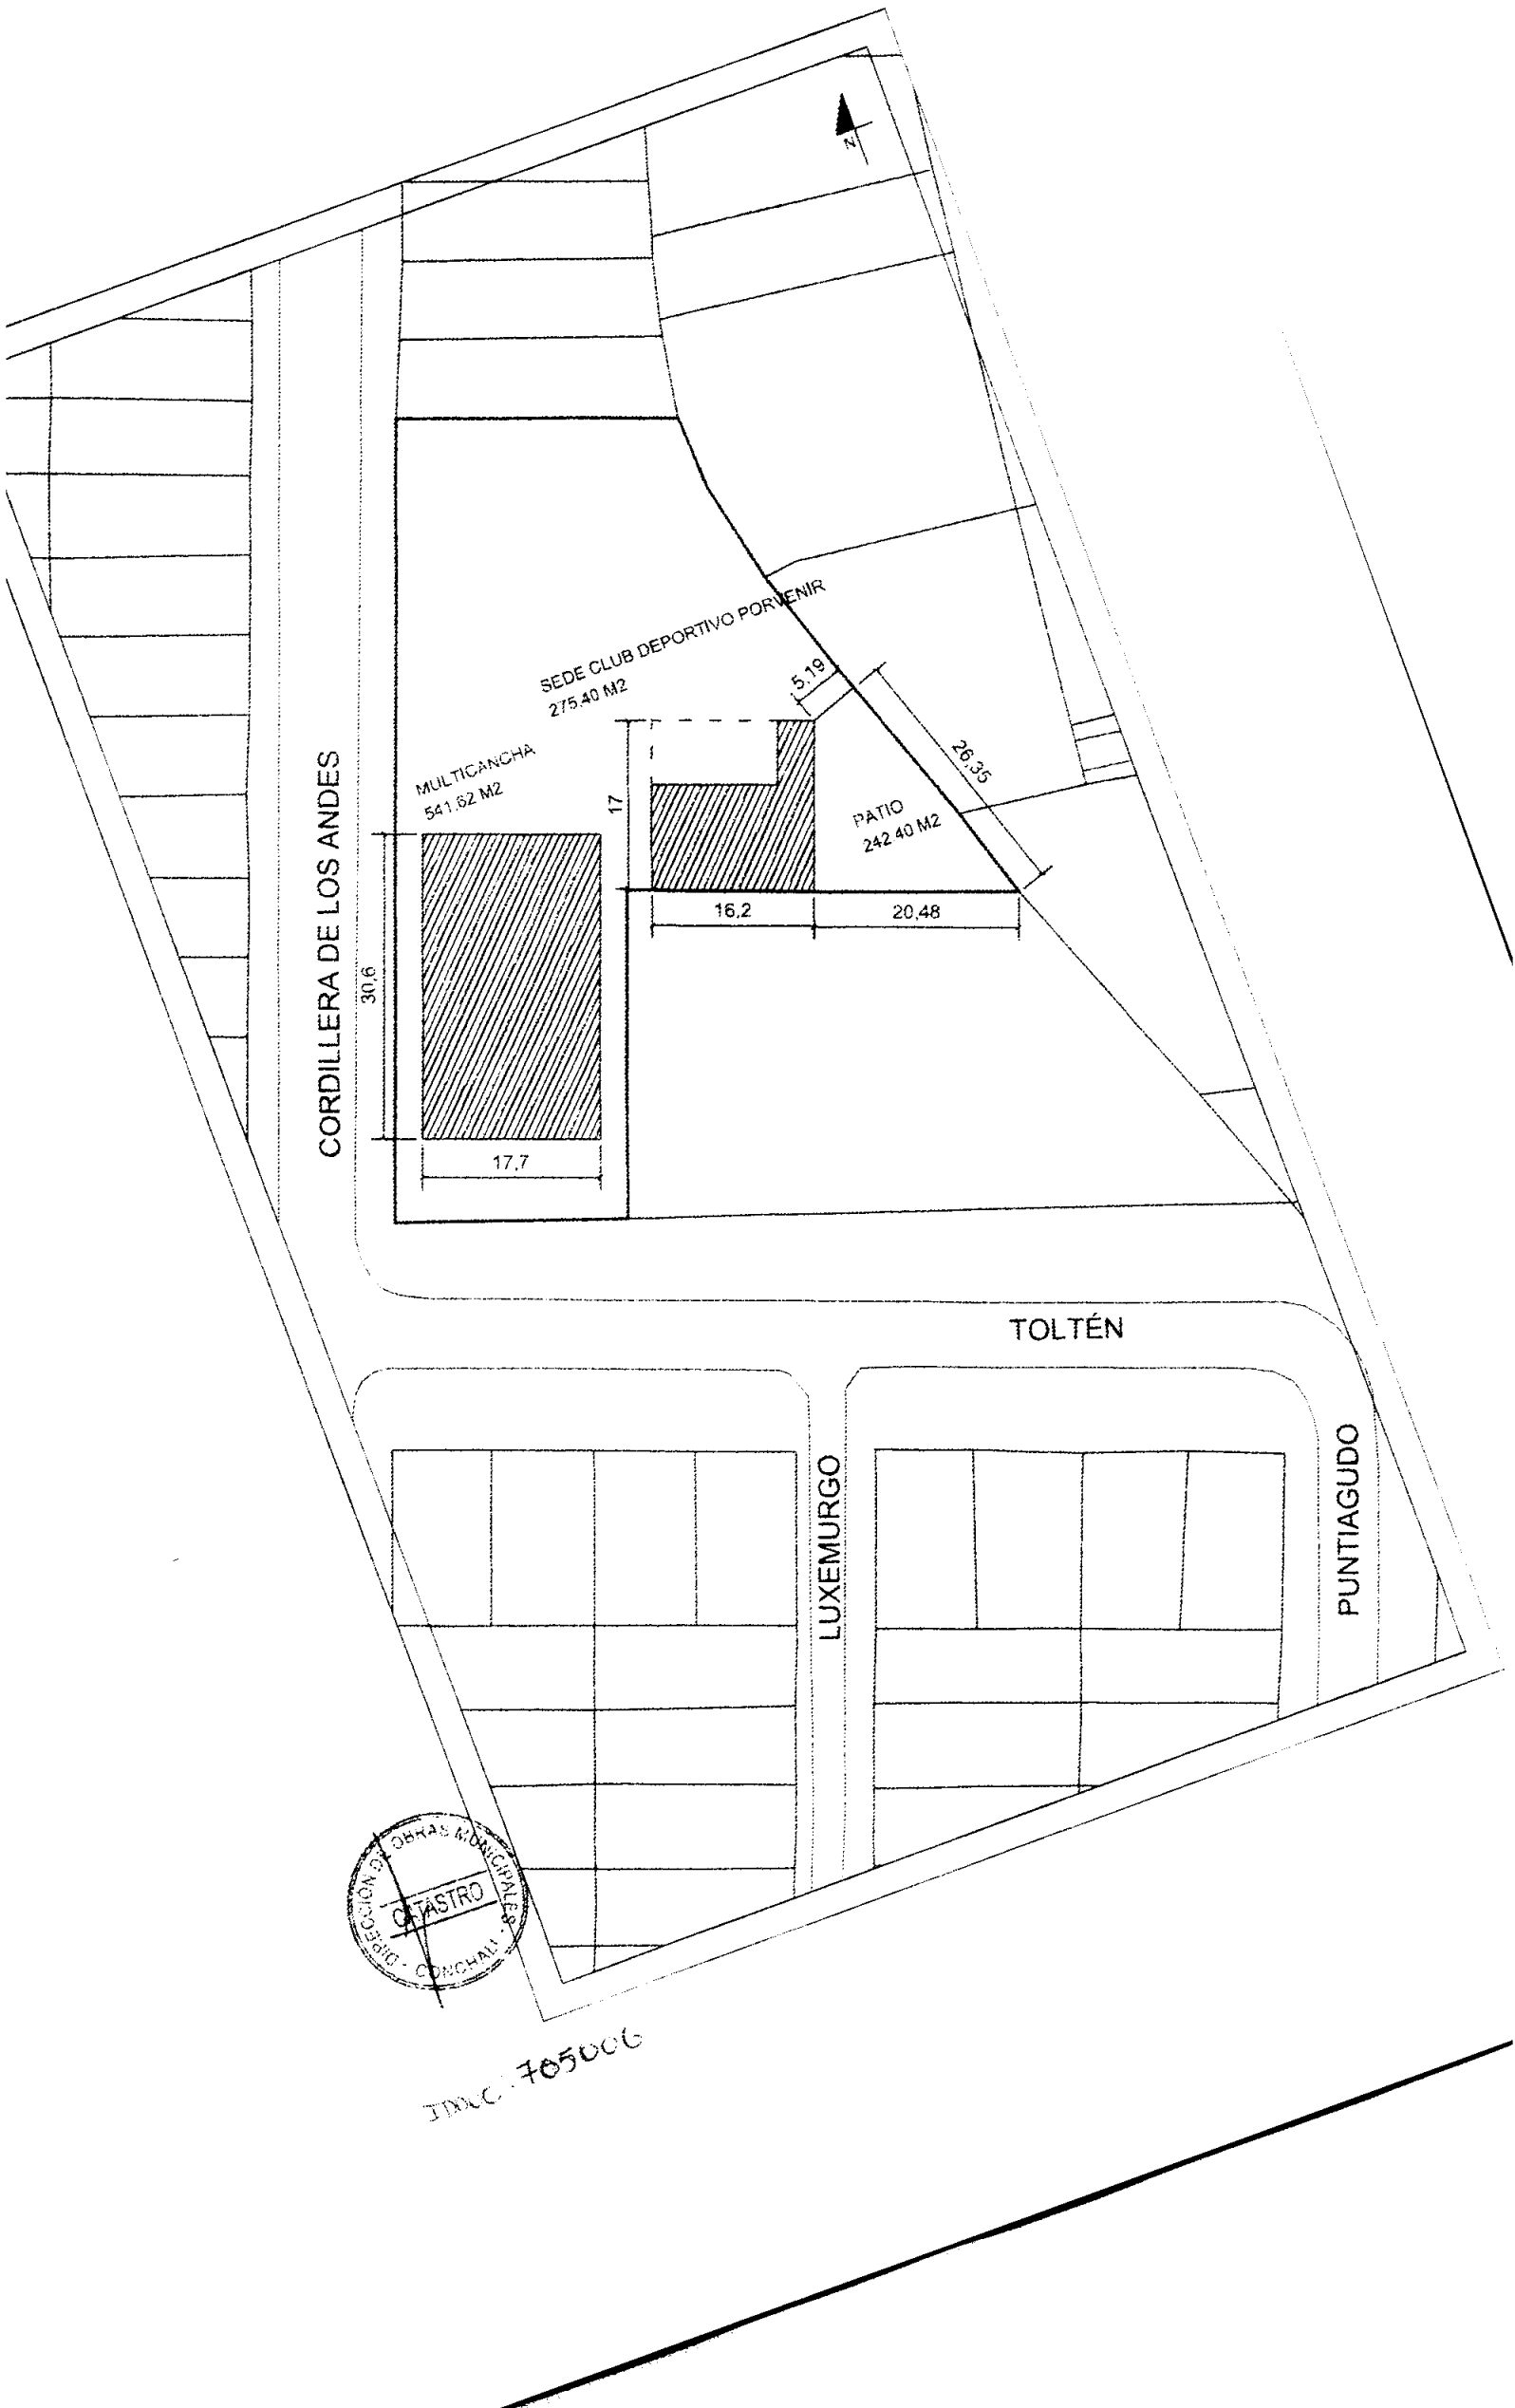 N
SEDE CLUB DEPORTIVO PORVENIR
275.40 M2
5.19
26,35
MULTICANCHA
541,62 M2
17
PATIO
242.40 M2
16,2
20,48
CORDILLERA DE LOS ANDES
30,6
17,7
TOLTÉN
LUXEMURGO
PUNTIAGUDO
DIRECCIÓN DE OBRAS MUNICIPALES
CATASTRO
CONCHALI
705006